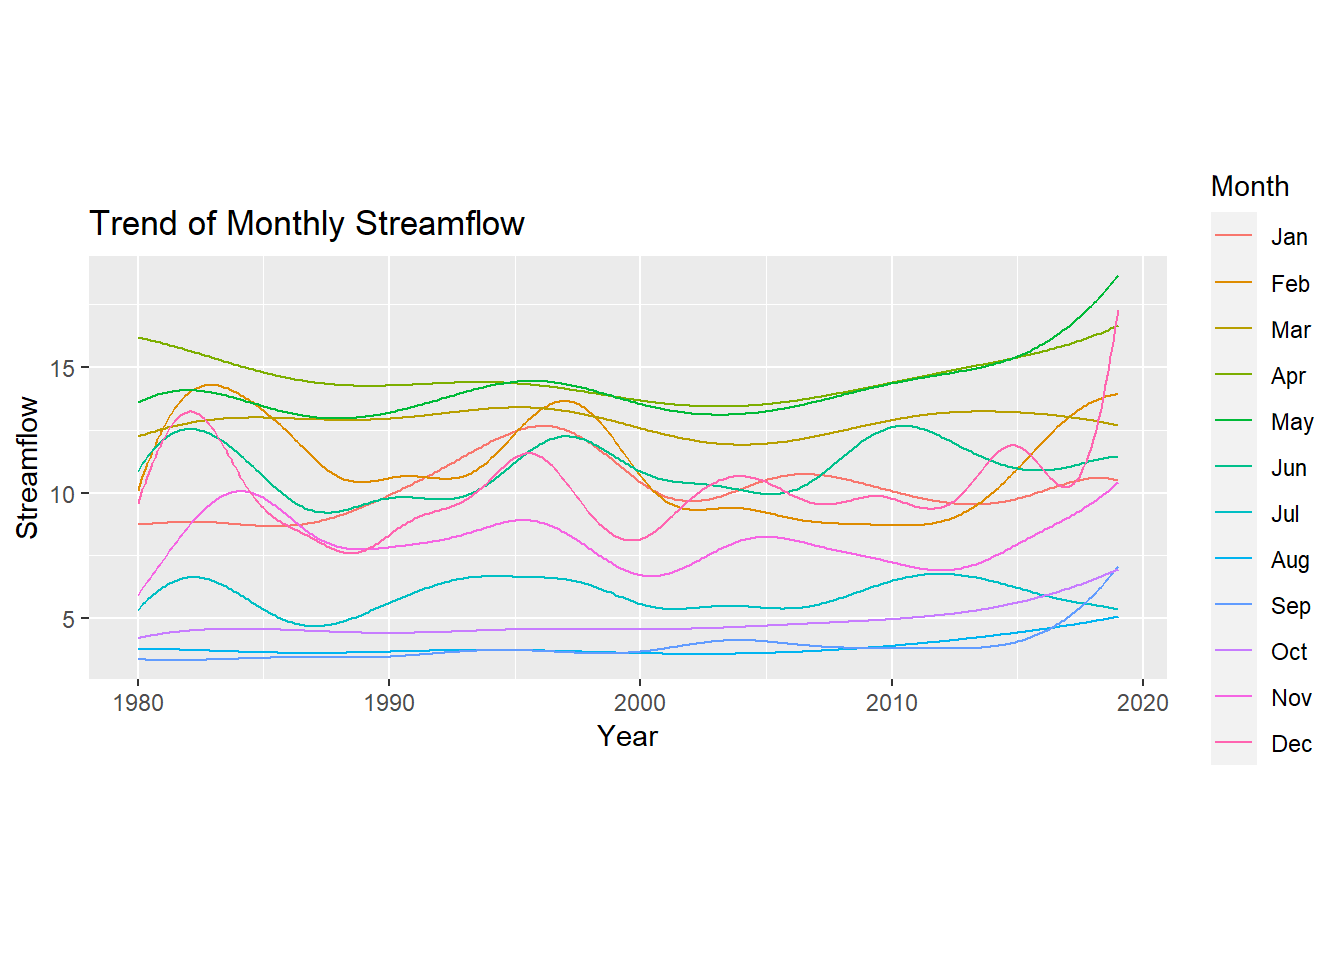 Trend of Monthly Streamflow
Streamflow
15
10
5
1980 1990 2000 2010 2020
Year
Month
Jan
Feb
Mar
Apr
May
Jun
Jul
Aug
Sep
Oct
Nov
Dec